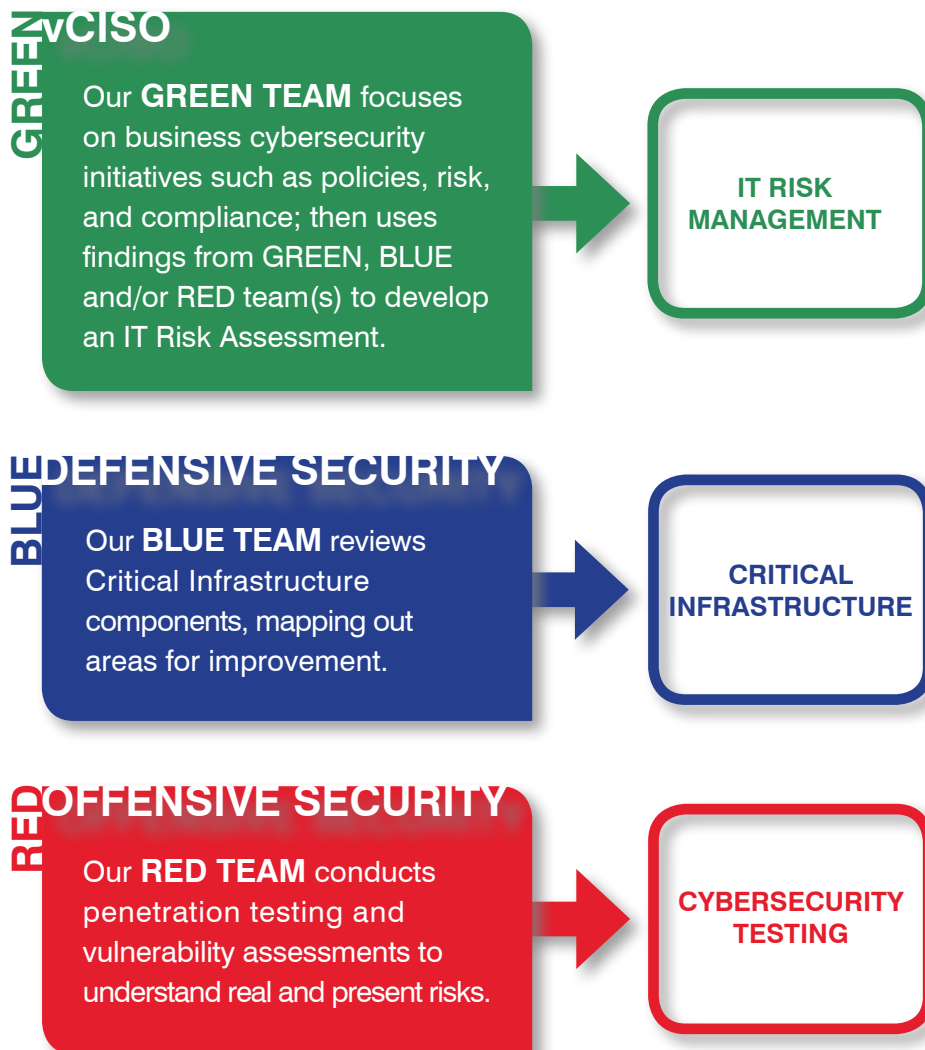 GREEN
vCISO
Our GREEN TEAM focuses
on business cybersecurity
initiatives such as policies, risk,
and compliance; then uses
findings from GREEN, BLUE
and/or RED team(s) to develop
an IT Risk Assessment.
IT RISK
MANAGEMENT
BLUE
DEFENSIVE SECURITY
Our BLUE TEAM reviews
Critical Infrastructure
components, mapping out
areas for improvement.
CRITICAL
INFRASTRUCTURE
RED
OFFENSIVE SECURITY
Our RED TEAM conducts
penetration testing and
vulnerability assessments to
understand real and present risks.
CYBERSECURITY
TESTING